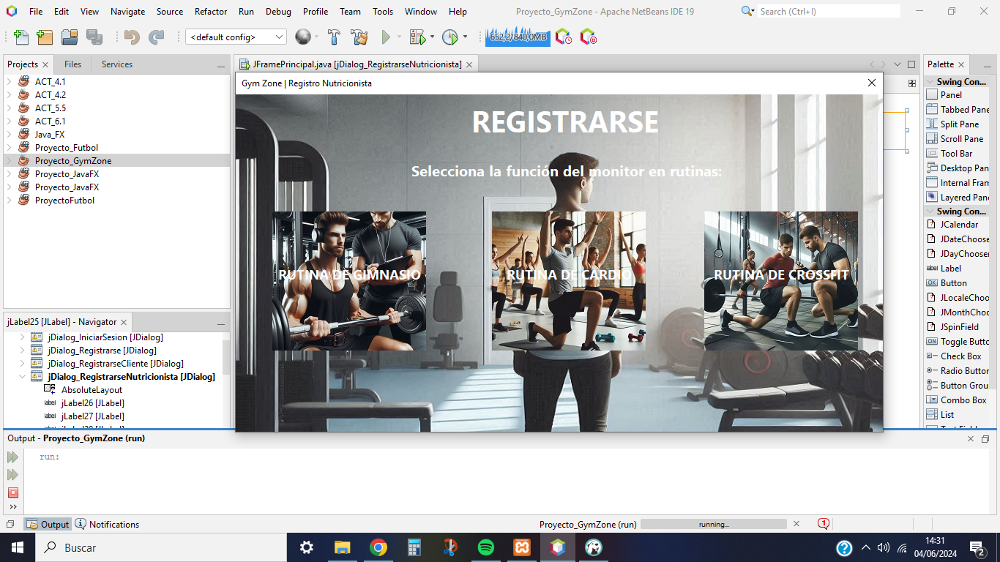 File Edit View Navigate Source Refactor Run Debug Profile Team Tools Window Help
Proyecto_GymZone - Apache NetBeans IDE 19
Search (Ctrl+I)
<default config>
652,2/840,0MB
Projects
Files
Services
ACT_4.1
ACT_4.2
ACT_5.5
ACT_6.1
Java_FX
Proyecto_Futbol
Proyecto_GymZone
Proyecto_JavaFX
Proyecto_JavaFX
ProyectoFutbol
jLabel25 [JLabel] - Navigator
jDialog_IniciarSesion [JDialog]
jDialog_Registrarse [JDialog]
jDialog_RegistrarseCliente [JDialog]
jDialog_RegistrarseNutricionista [JDialog]
AbsoluteLayout
jLabel26 [JLabel]
jLabel27 [JLabel]
JFramePrincipal.java [jDialog_RegistrarseNutricionista]
Gym Zone | Registro Nutricionista
REGISTRARSE
Selecciona la función del monitor en rutinas:
RUTINA DE GIMNASIO
RUTINA DE CARDIO
RUTINA DE CROSSFIT
Palette
Swing Con...
Panel
Tabbed Pane
Split Pane
Scroll Pane
Tool Bar
Desktop Pan
Internal Fram
Layered Pane
Swing Con...
JCalendar
JDateChoose
JDayChooser
Label
Button
JLocaleChoo
JMonthChoo
JSpinField
Toggle Butto
Check Box
Radio Button
Button Grou
Combo Box
List
Output - Proyecto_GymZone (run)
run:
Output
Notifications
Proyecto_GymZone (run)
running...
1
Buscar
14:31
04/06/2024
2